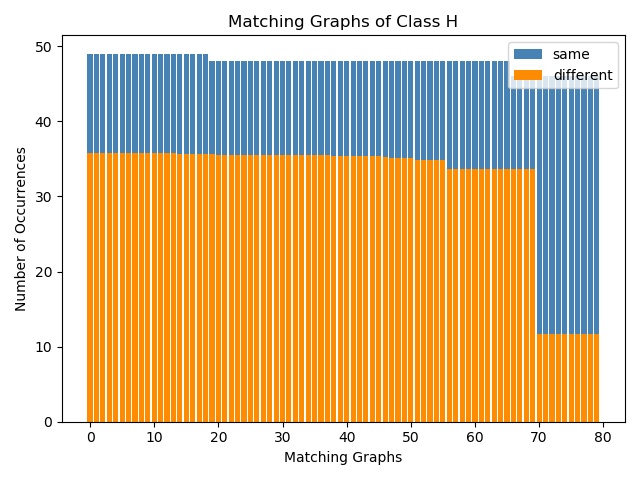 Matching Graphs of Class H
same
different
Number of Occurrences
50
40
30
20
10
0
0 10 20 30 40 50 60 70 80
Matching Graphs